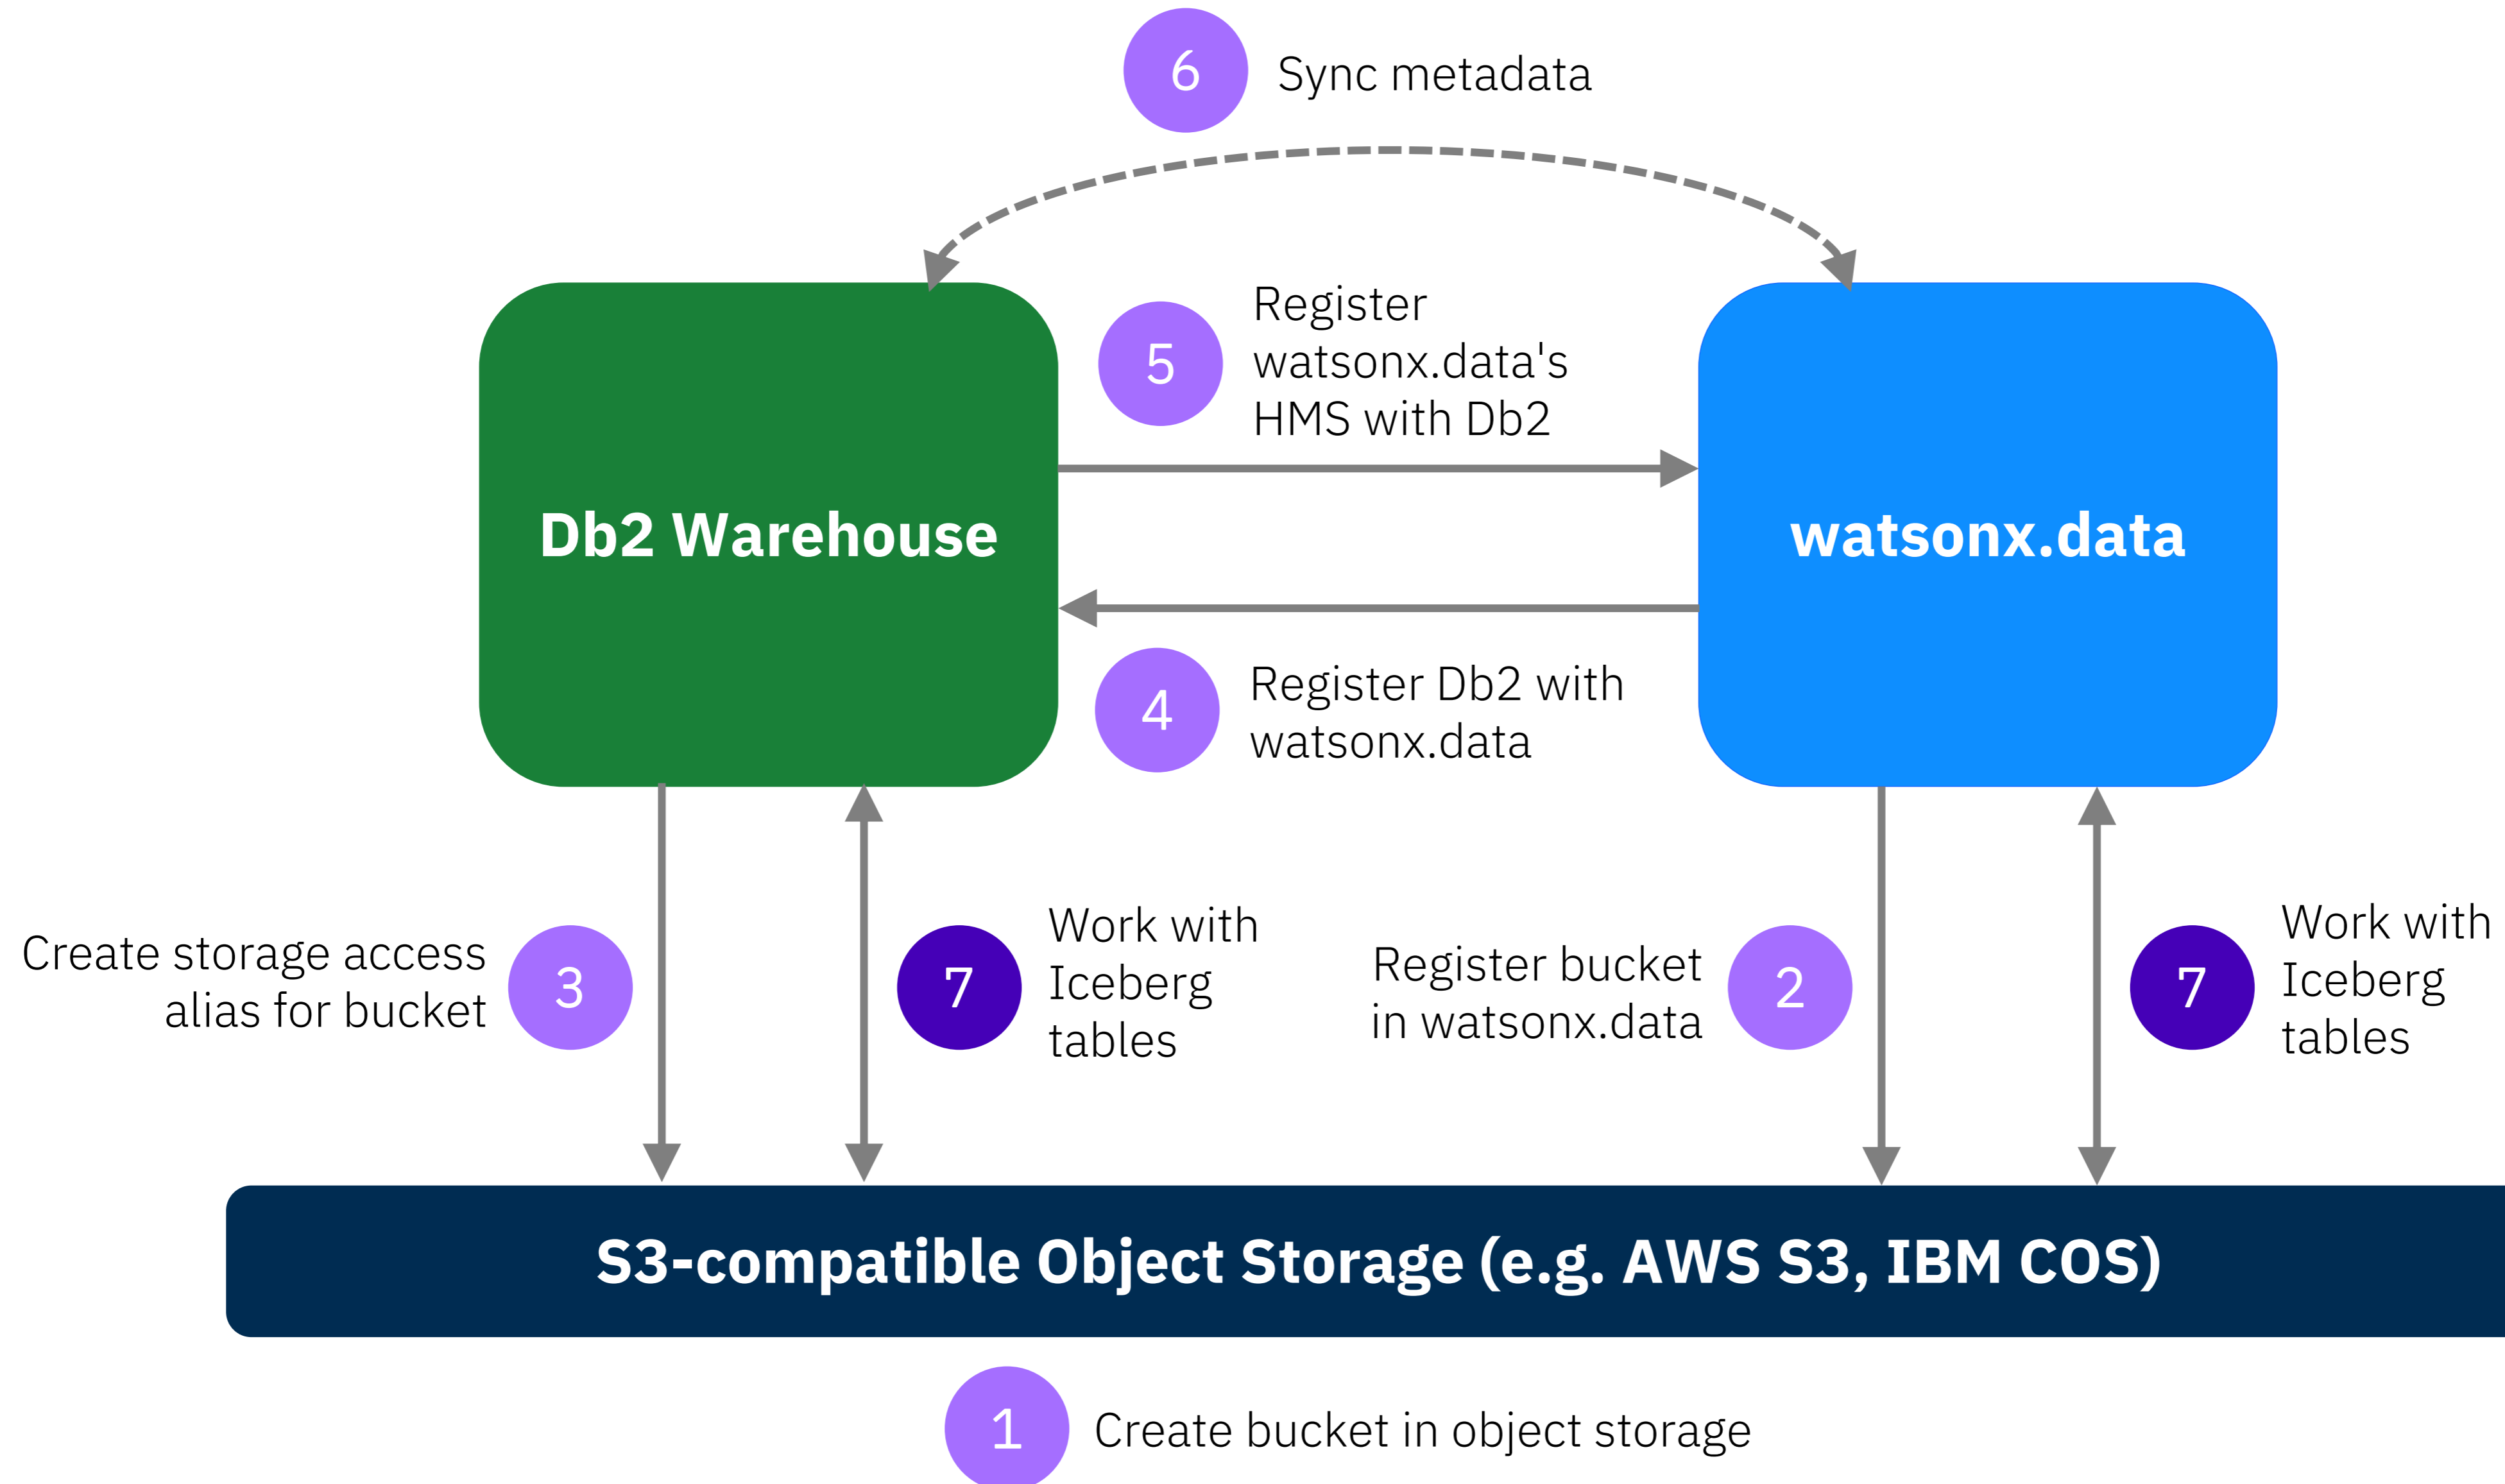 6
Sync metadata
5
Register
watsonx.data's
HMS with Db2
Db2 Warehouse
watsonx.data
4
Register Db2 with
watsonx.data
Create storage access
alias for bucket
3
7
Work with
Iceberg
tables
Register bucket
in watsonx.data
2
7
Work with
Iceberg
tables
S3-compatible Object Storage (e.g. AWS S3, IBM COS)
1
Create bucket in object storage